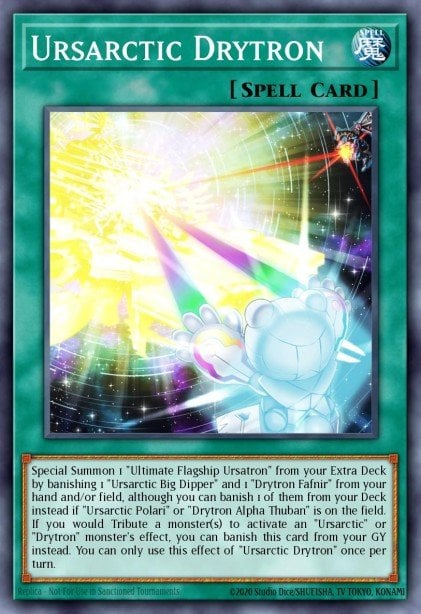 URSARCTIC DRYTRON
SPELL
魔
[ SPELL CARD ]
Special Summon 1 "Ultimate Flagship Ursatron" from your Extra Deck
by banishing 1 "Ursarctic Big Dipper" and 1 "Drytron Fafnir" from your
hand and/or field, although you can banish 1 of them from your Deck
instead if "Ursarctic Polari" or "Drytron Alpha Thuban" is on the field.
If you would Tribute a monster(s) to activate an "Ursarctic" or
"Drytron" monster's effect, you can banish this card from your GY
instead. You can only use this effect of "Ursarctic Drytron" once per
turn.
Replica - Not For Use in Sanctioned Tournaments
©2020 Studio Dice/SHUEISHA, TV TOKYO, KONAMI